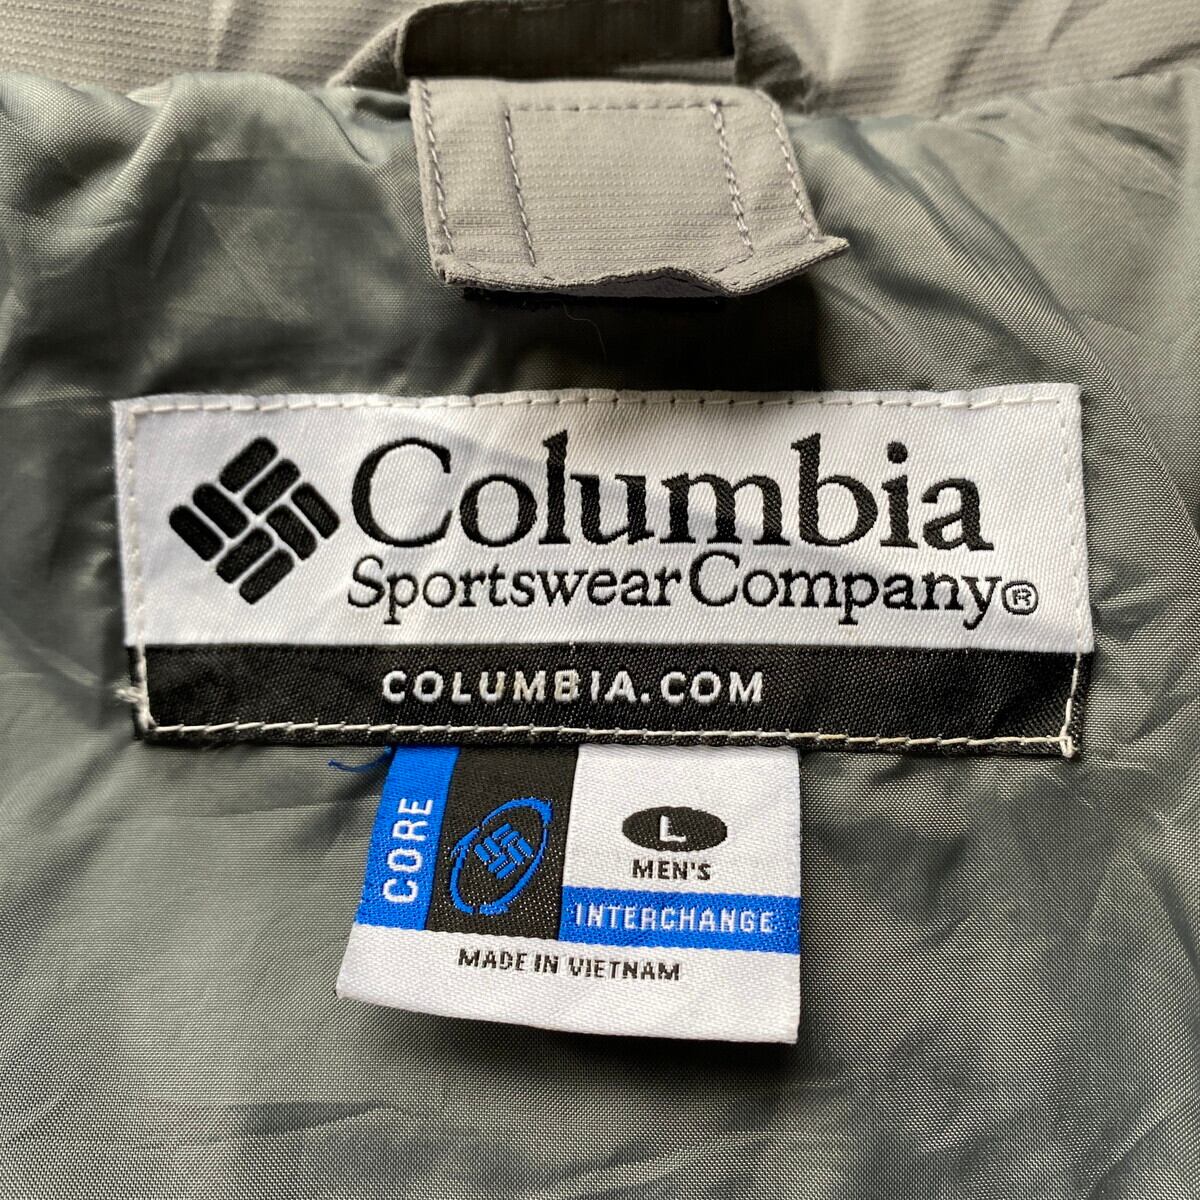 Columbia
Sportswear Company®
COLUMBIA.COM
CORE
L
MEN'S
INTERCHANGE
MADE IN VIETNAM